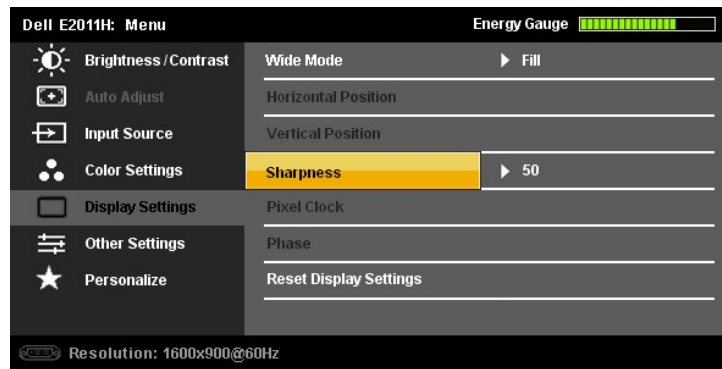 Dell E2011H: Menu
Energy Gauge
Brightness/Contrast
Auto Adjust
Input Source
Color Settings
Display Settings
Other Settings
Personalize
Wide Mode
Fill
Horizontal Position
Vertical Position
Sharpness
50
Pixel Clock
Phase
Reset Display Settings
Resolution: 1600x900@60Hz